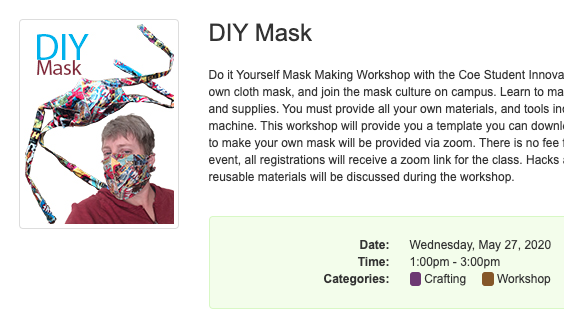 DIY
Mask
DIY Mask
Do it Yourself Mask Making Workshop with the Coe Student Innova
own cloth mask, and join the mask culture on campus. Learn to ma
and supplies. You must provide all your own materials, and tools in
machine. This workshop will provide you a template you can downl
to make your own mask will be provided via zoom. There is no fee f
event, all registrations will receive a zoom link for the class. Hacks
reusable materials will be discussed during the workshop.
Date: Wednesday, May 27, 2020
Time: 1:00pm - 3:00pm
Categories: Crafting Workshop